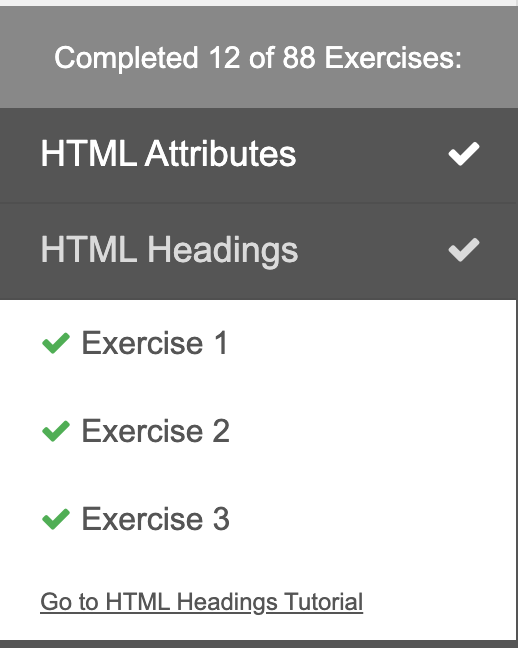 Completed 12 of 88 Exercises:
HTML Attributes
HTML Headings
Exercise 1
Exercise 2
Exercise 3
Go to HTML Headings Tutorial